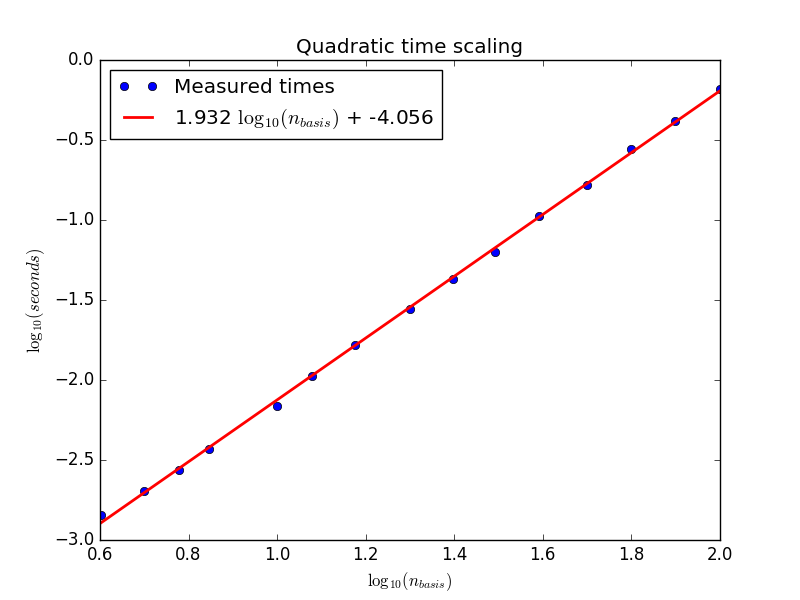 Quadratic time scaling
Measured times
1.932 log10(nbasis) + -4.056
0.0
−0.5
−1.0
−1.5
−2.0
−2.5
−3.0
log10(seconds)
0.6 0.8 1.0 1.2 1.4 1.6 1.8 2.0
log10(nbasis)